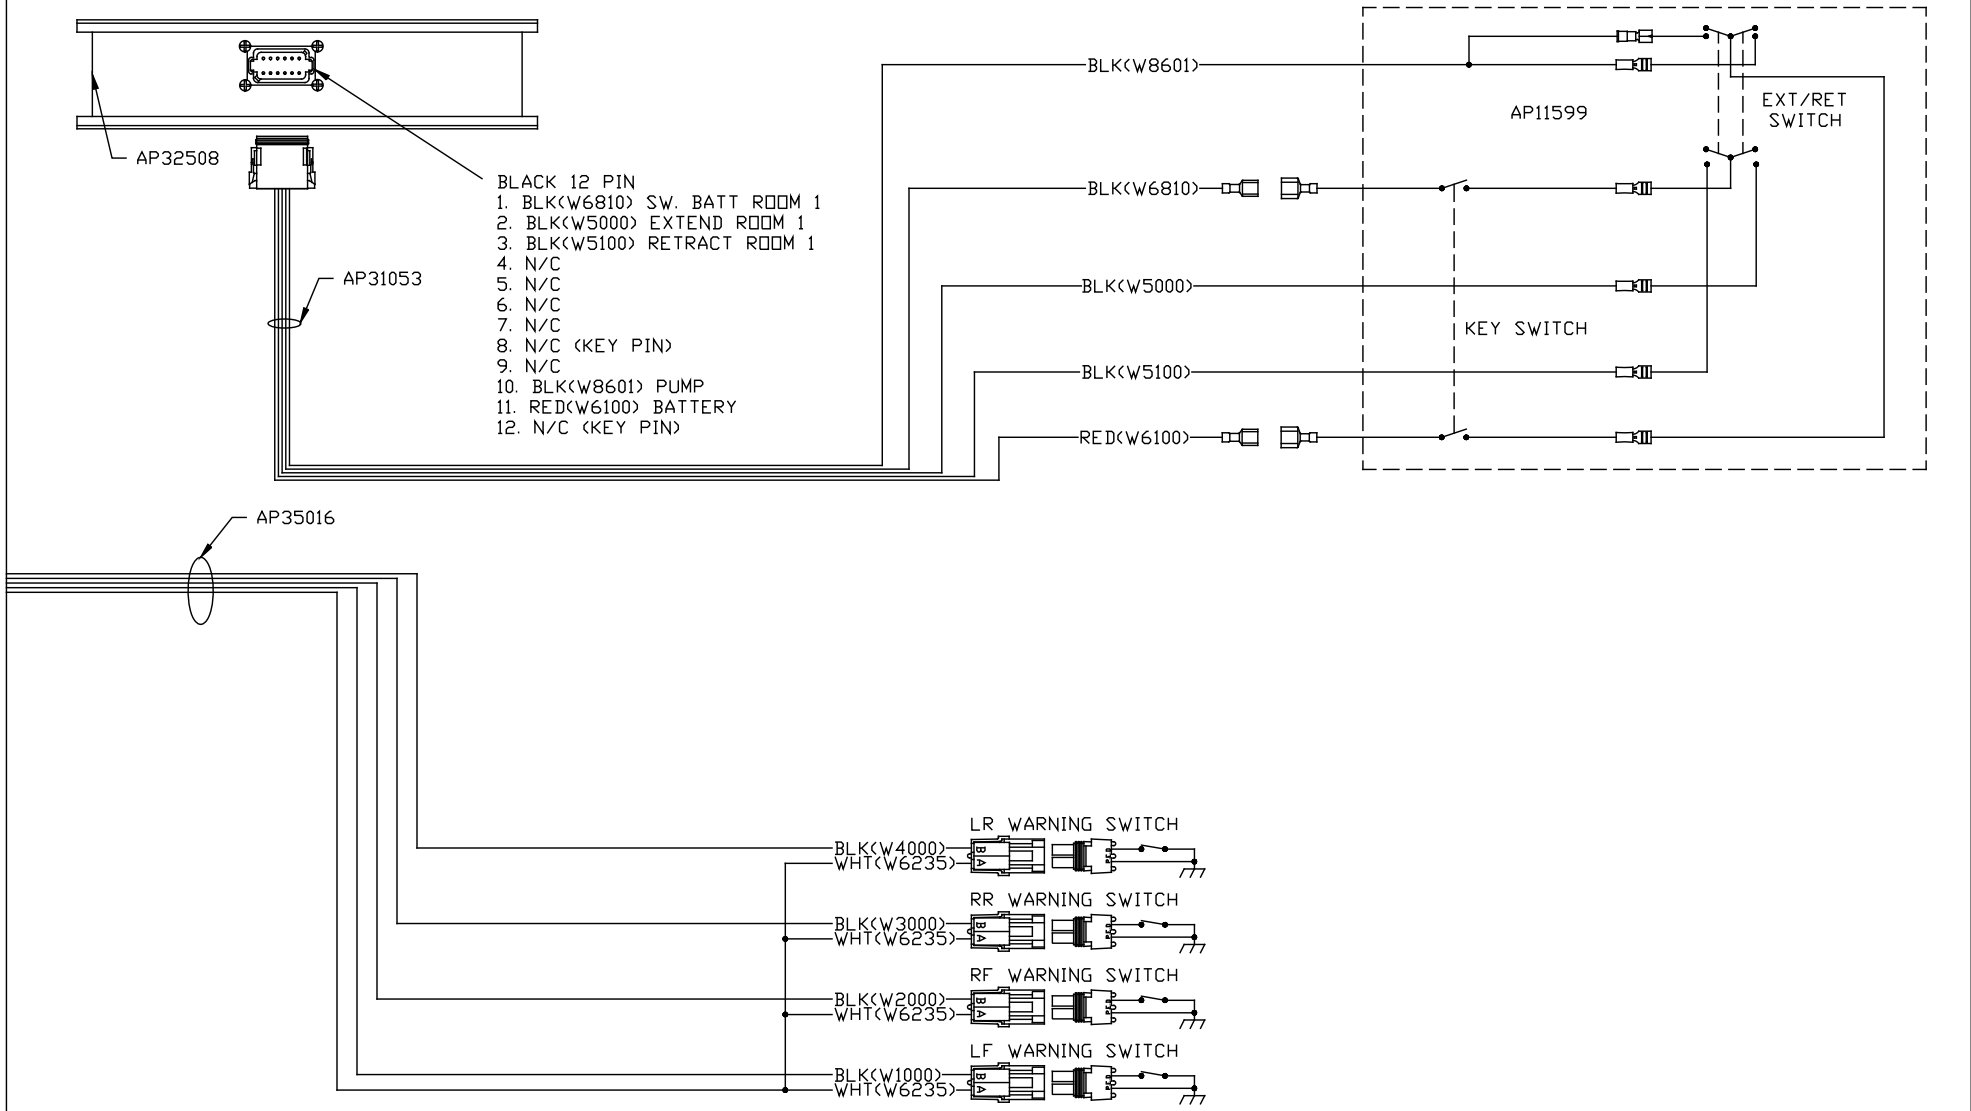 AP32508
BLACK 12 PIN
1. BLK(W6810) SW. BATT ROOM 1
2. BLK(W5000) EXTEND ROOM 1
3. BLK(W5100) RETRACT ROOM 1
4. N/C
5. N/C
6. N/C
7. N/C
8. N/C (KEY PIN)
9. N/C
10. BLK(W8601) PUMP
11. RED(W6100) BATTERY
12. N/C (KEY PIN)
AP31053
BLK(W8601)
AP11599
EXT/RET
SWITCH
BLK(W6810)
BLK(W5000)
KEY SWITCH
BLK(W5100)
RED(W6100)
AP35016
LR WARNING SWITCH
BLK(W4000)
B
WHT(W6235)
A
RR WARNING SWITCH
BLK(W3000)
B
WHT(W6235)
A
RF WARNING SWITCH
BLK(W2000)
B
WHT(W6235)
A
LF WARNING SWITCH
BLK(W1000)
B
WHT(W6235)
A